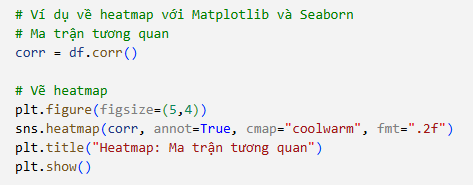 # Ví dụ về heatmap với Matplotlib và Seaborn
# Ma trận tương quan
corr = df.corr()

# Vẽ heatmap
plt.figure(figsize=(5,4))
sns.heatmap(corr, annot=True, cmap="coolwarm", fmt=".2f")
plt.title("Heatmap: Ma trận tương quan")
plt.show()